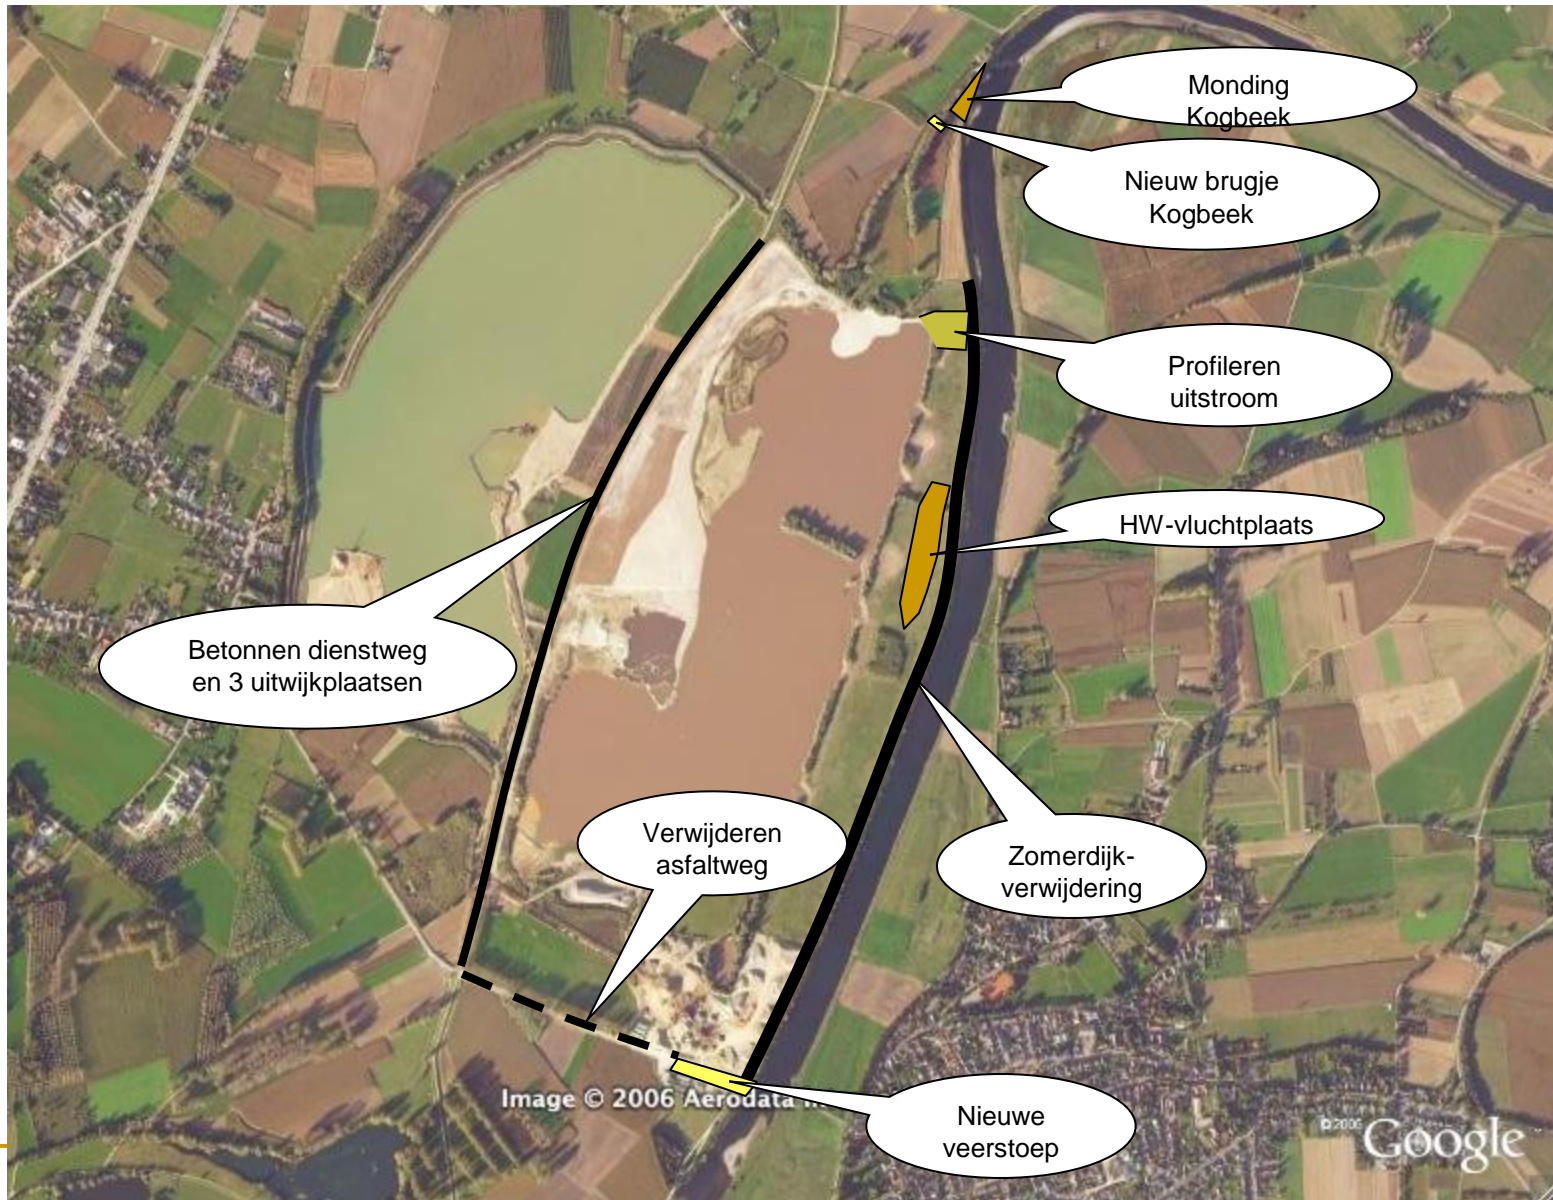 Monding
Kogbeek
Nieuw brugje
Kogbeek
Profileren
uitstroom
HW-vluchtplaats
Betonnen dienstweg
en 3 uitwijkplaatsen
Verwijderen
asfaltweg
Zomerdijk-
verwijdering
Nieuwe
veerstoep
Image © 2006 Aerodata
©2006 Google